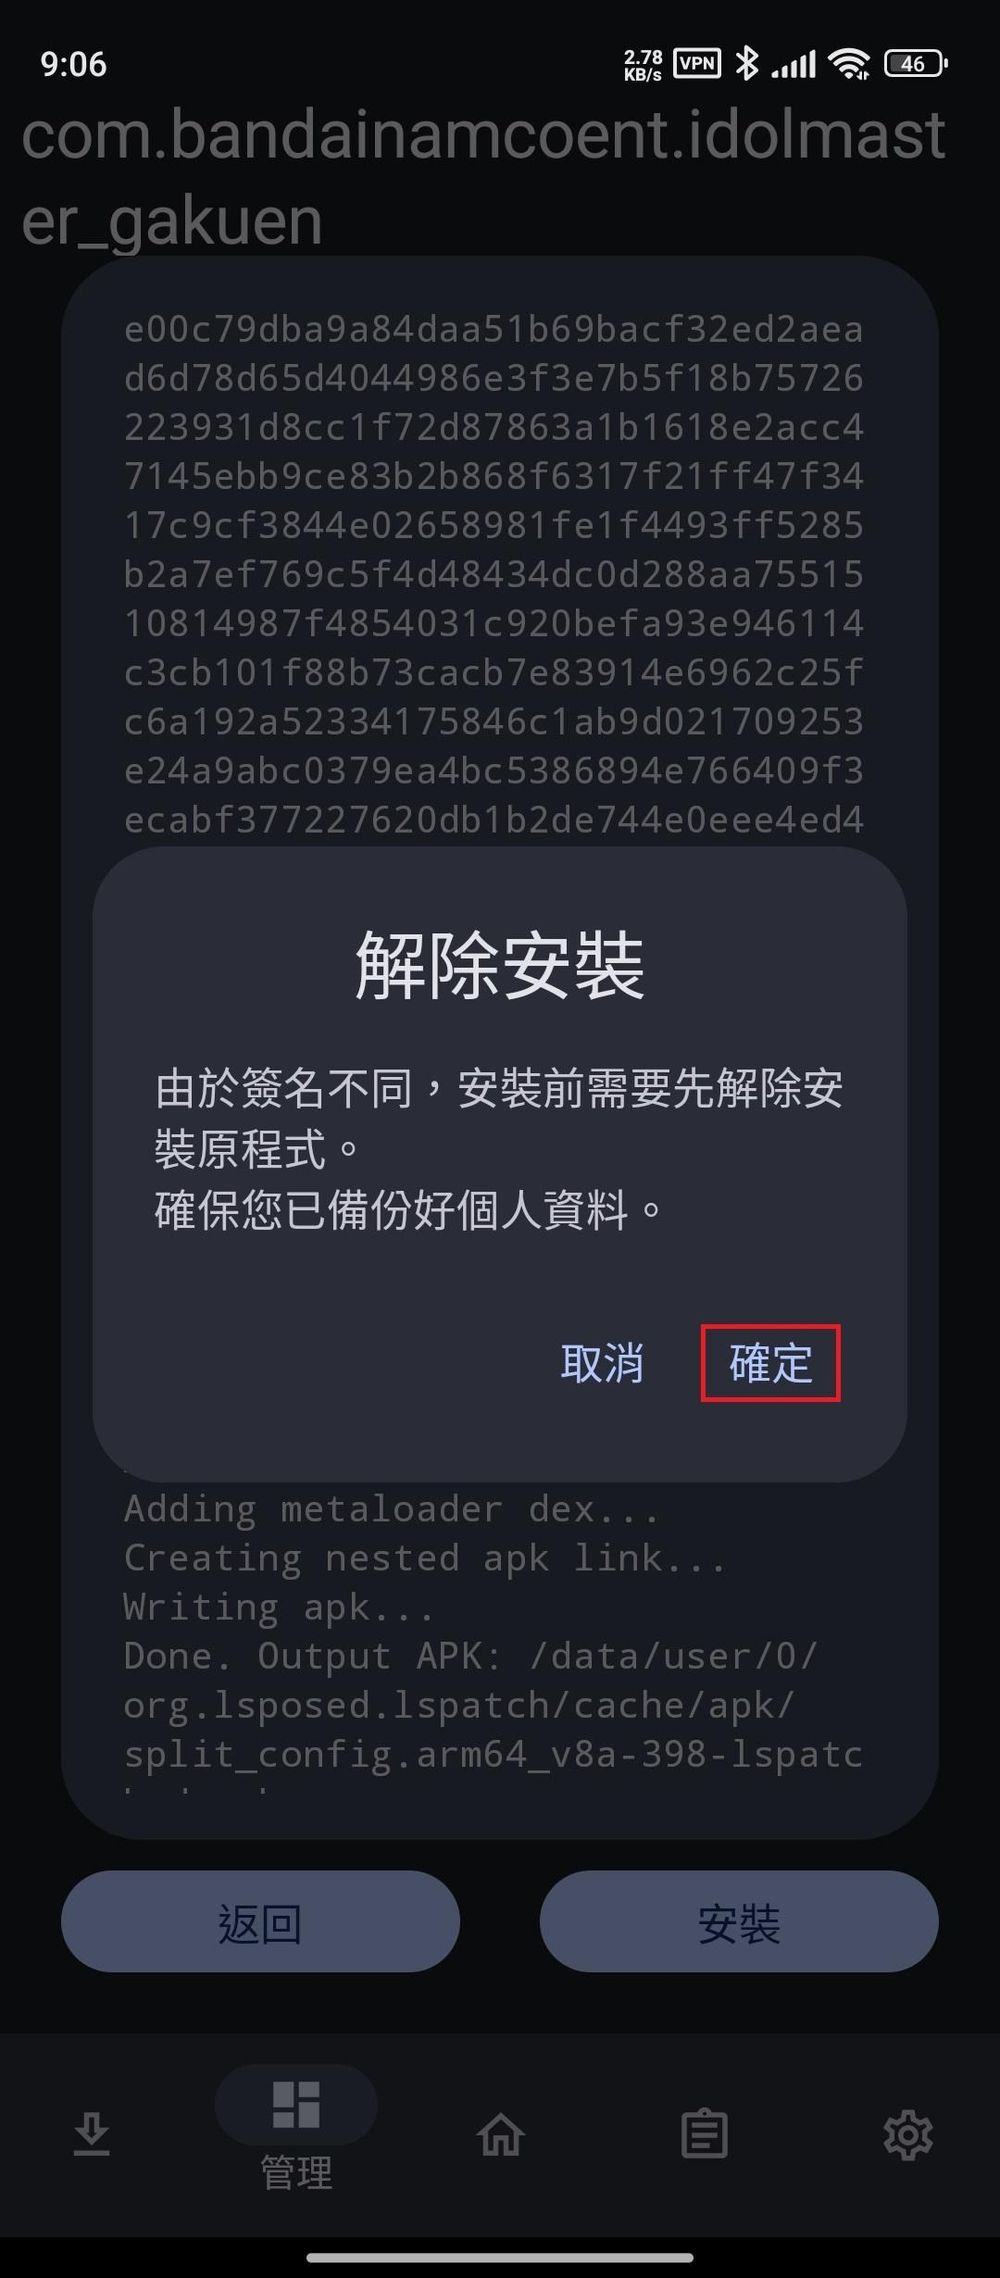 9:06
2.78
KB/s
VPN
46
com.bandainamcoent.idolmast
er_gakuen
e00c79dba9a84daa51b69bacf32ed2aea
d6d78d65d4044986e3f3e7b5f18b75726
223931d8cc1f72d87863a1b1618e2acc4
7145ebb9ce83b2b868f6317f21ff47f34
17c9cf3844e02658981fe1f4493ff5285
b2a7ef769c5f4d48434dc0d288aa75515
10814987f4854031c920befa93e946114
c3cb101f88b73cacb7e83914e6962c25f
c6a192a52334175846c1ab9d021709253
e24a9abc0379ea4bc5386894e766409f3
ecabf377227620db1b2de744e0eee4ed4
解除安裝
由於簽名不同，安裝前需要先解除安
裝原程式。
確保您已備份好個人資料。
取消
確定
Adding metaloader dex...
Creating nested apk link...
Writing apk...
Done. Output APK: /data/user/0/
org.lsposed.lspatch/cache/apk/
split_config.arm64_v8a-398-lspatc
返回
安裝
管理